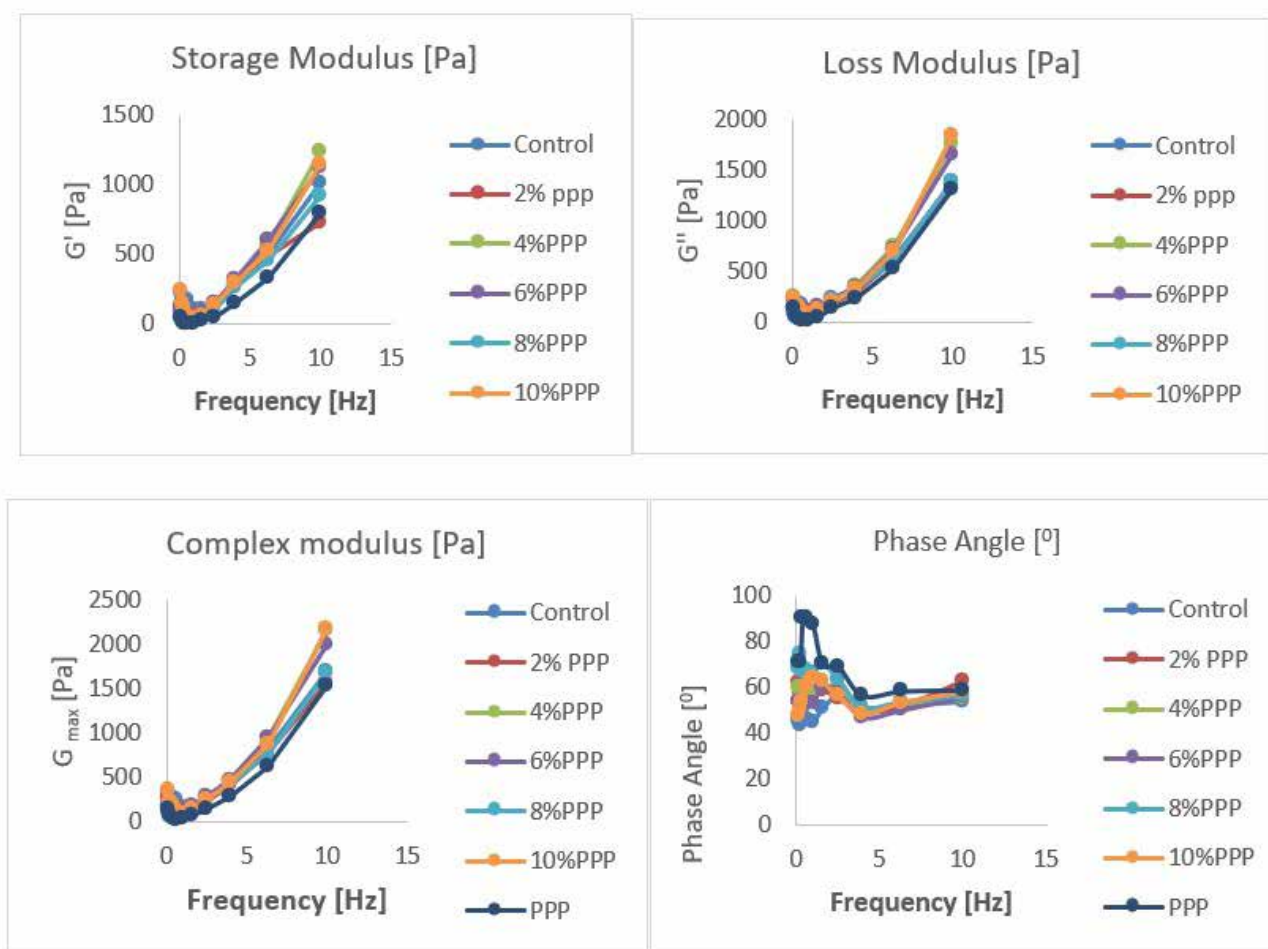 Storage Modulus [Pa]
1500
1000
500
0
G' [Pa]
0 5 10 15
Frequency [Hz]
Control
2% ppp
4%PPP
6%PPP
8%PPP
10%PPP
Loss Modulus [Pa]
2000
1500
1000
500
0
G'' [Pa]
0 5 10 15
Frequency [Hz]
Control
2% ppp
4%PPP
6%PPP
8%PPP
10%PPP
Complex modulus [Pa]
2500
2000
1500
1000
500
0
G max [Pa]
0 5 10 15
Frequency [Hz]
Control
2% PPP
4%PPP
6%PPP
8%PPP
10%PPP
PPP
Phase Angle [⁰]
100
80
60
40
20
0
Phase Angle [⁰]
0 5 10 15
Frequency [Hz]
Control
2% PPP
4%PPP
6%PPP
8%PPP
10%PPP
PPP